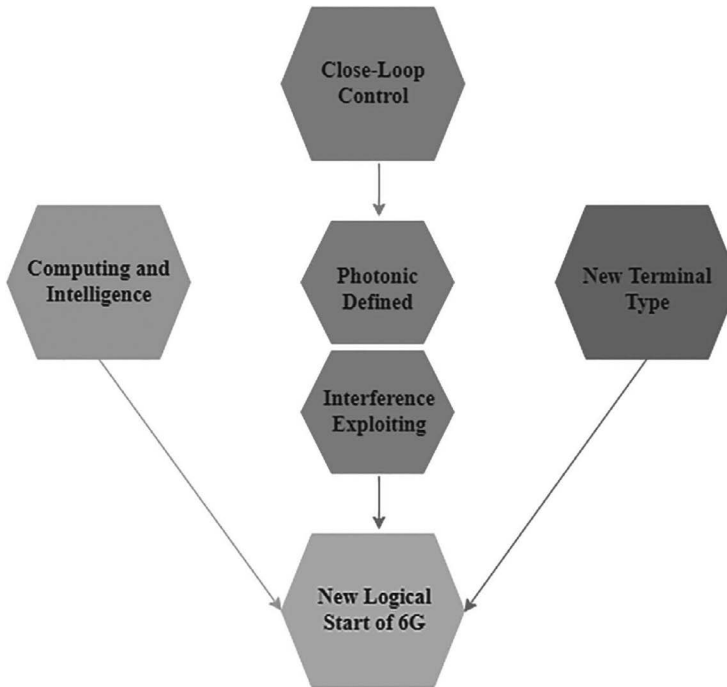 Close-Loop
Control
Computing and
Intelligence
Photonic
Defined
New Terminal
Type
Interference
Exploiting
New Logical
Start of 6G